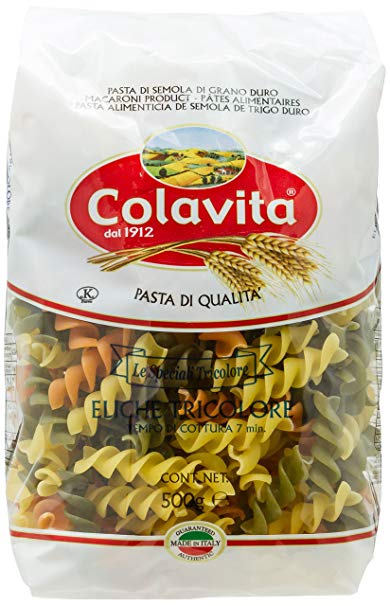 PASTA DI SEMOLA DI GRANO DURO
MACARONI PRODUCT - PÂTES ALIMENTAIRES
PASTA ALIMENTICIA DE SEMOLA DE TRIGO DURO
Colavita®
dal 1912
K
PASTA DI QUALITA'
Le Speciali Tricolore
ELICHE TRICOLORE
TEMPO DI COTTURA 7 min.
CONT. NET.
500g e
GUARANTEED
MADE IN ITALY
AUTHENTIC